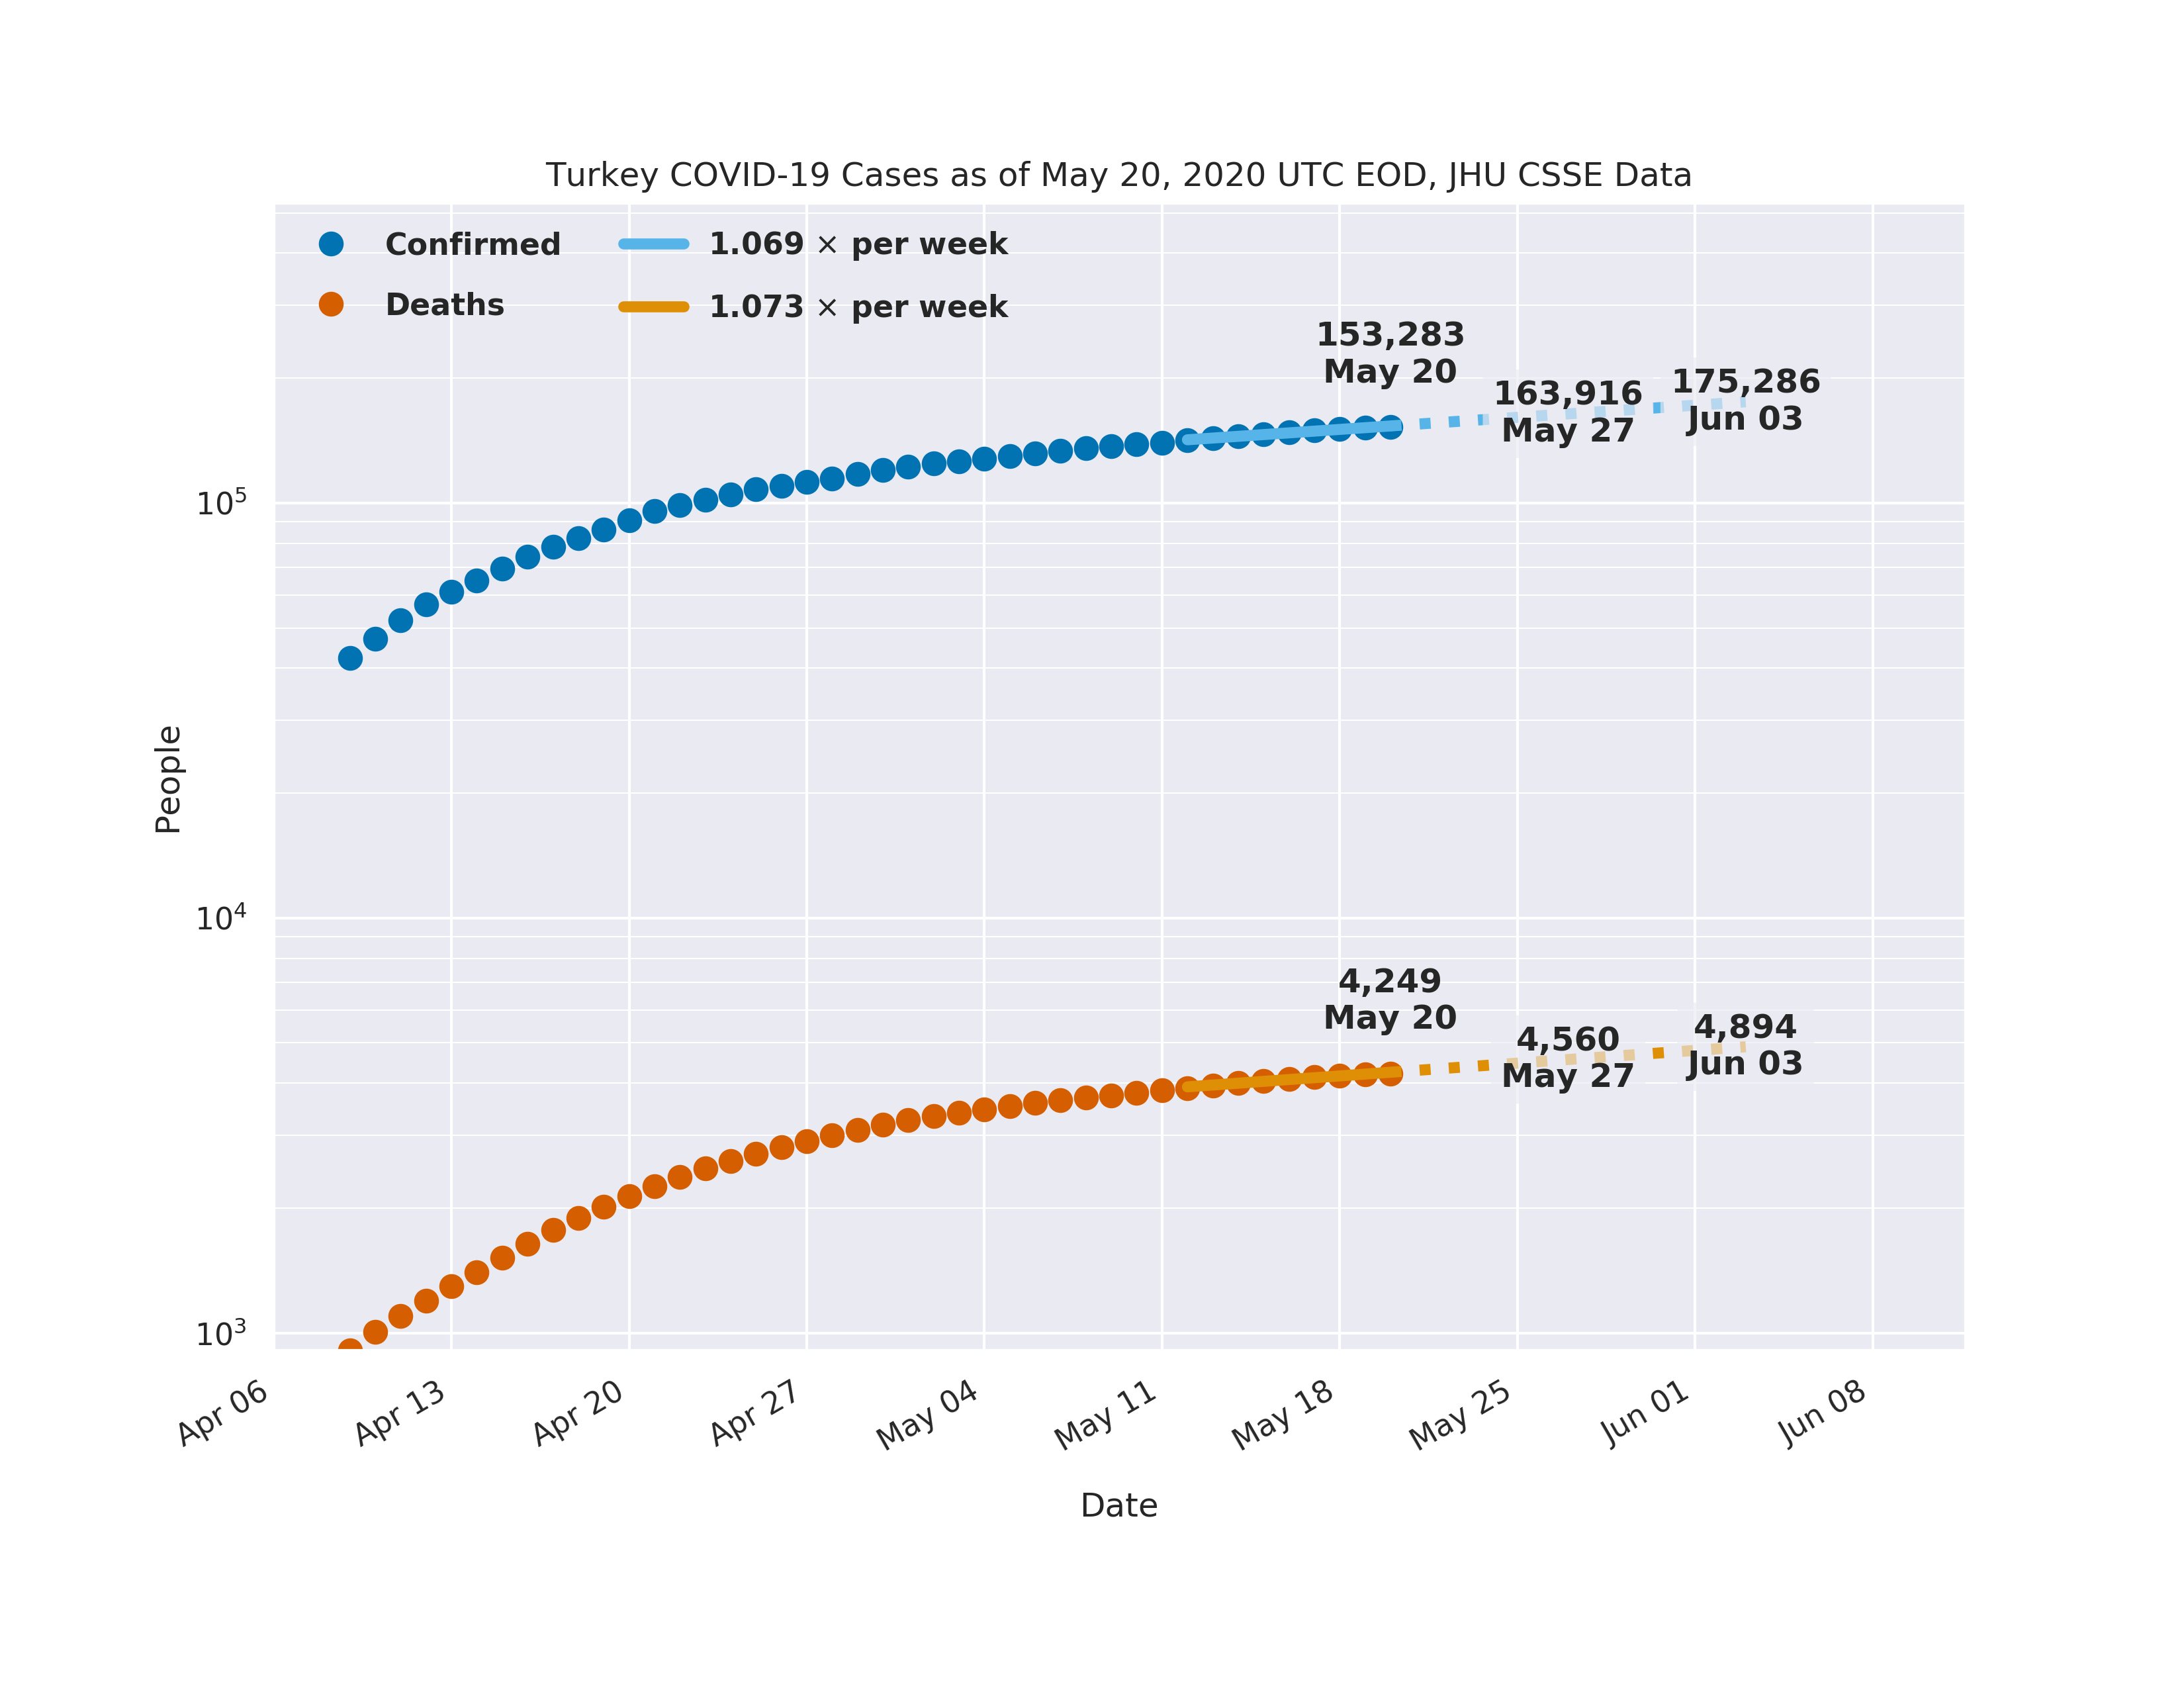 Turkey COVID-19 Cases as of May 20, 2020 UTC EOD, JHU CSSE Data
Confirmed
Deaths
1.069 × per week
1.073 × per week
153,283
May 20
163,916
May 27
175,286
Jun 03
4,249
May 20
4,560
May 27
4,894
Jun 03
People
10⁵
10⁴
10³
Apr 06
Apr 13
Apr 20
Apr 27
May 04
May 11
May 18
May 25
Jun 01
Jun 08
Date